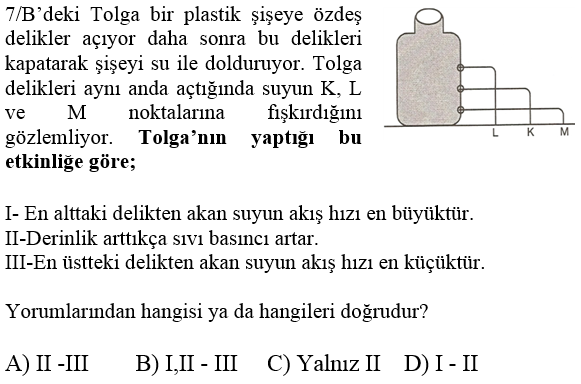 7/B’deki Tolga bir plastik şişeye özdeş
delikler açıyor daha sonra bu delikleri
kapatarak şişeyi su ile dolduruyor. Tolga
delikleri aynı anda açtığında suyun K, L
ve M noktalarına fışkırdığını
gözlemliyor. Tolga’nın yaptığı bu
etkinliğe göre;
L K M
I- En alttaki delikten akan suyun akış hızı en büyüktür.
II-Derinlik arttıkça sıvı basıncı artar.
III-En üstteki delikten akan suyun akış hızı en küçüktür.
Yorumlarından hangisi ya da hangileri doğrudur?
A) II -III B) I,II - III C) Yalnız II D) I - II